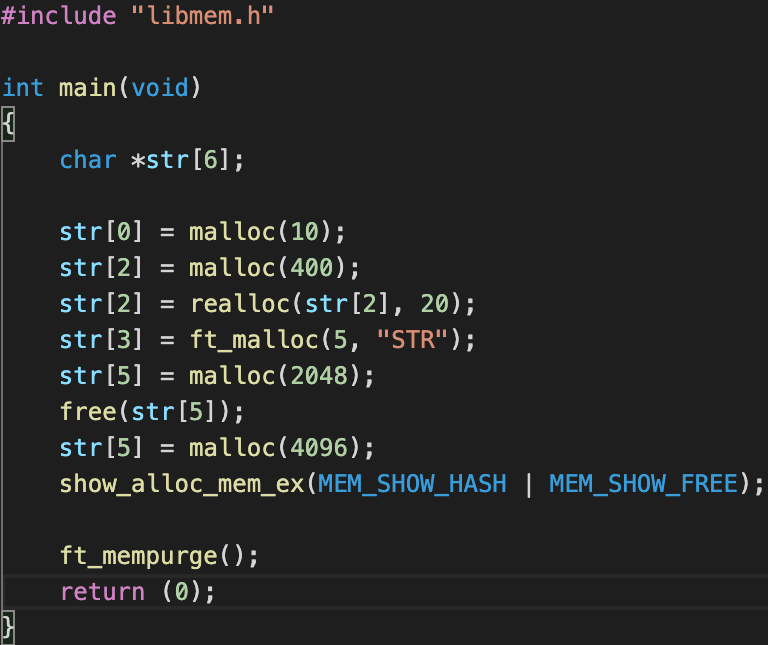 #include "libmem.h"
int main(void)
{
char *str[6];
str[0] = malloc(10);
str[2] = malloc(400);
str[2] = realloc(str[2], 20);
str[3] = ft_malloc(5, "STR");
str[5] = malloc(2048);
free(str[5]);
str[5] = malloc(4096);
show_alloc_mem_ex(MEM_SHOW_HASH | MEM_SHOW_FREE);
ft_mempurge();
return (0);
}